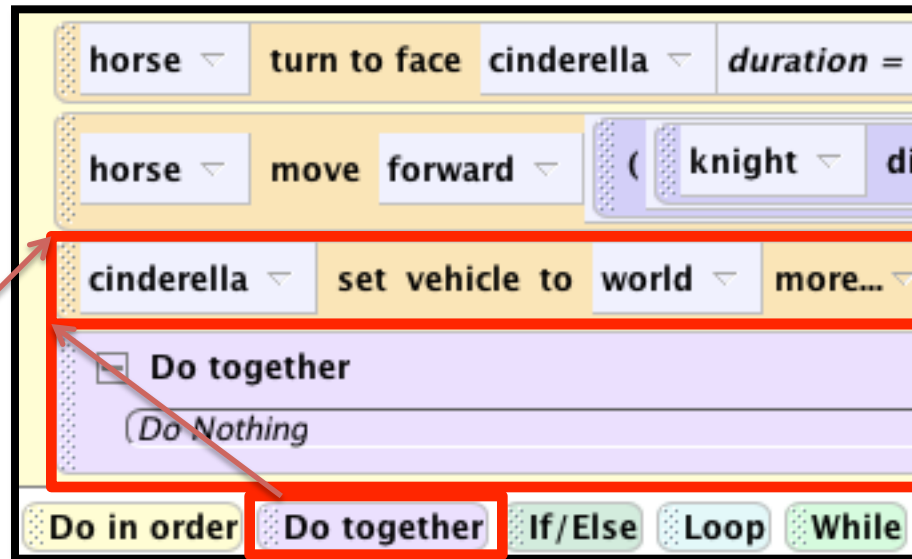 horse turn to face cinderella duration =
horse move forward ( knight di
cinderella set vehicle to world more...
Do together
(Do Nothing
Do in order Do together If/Else Loop While